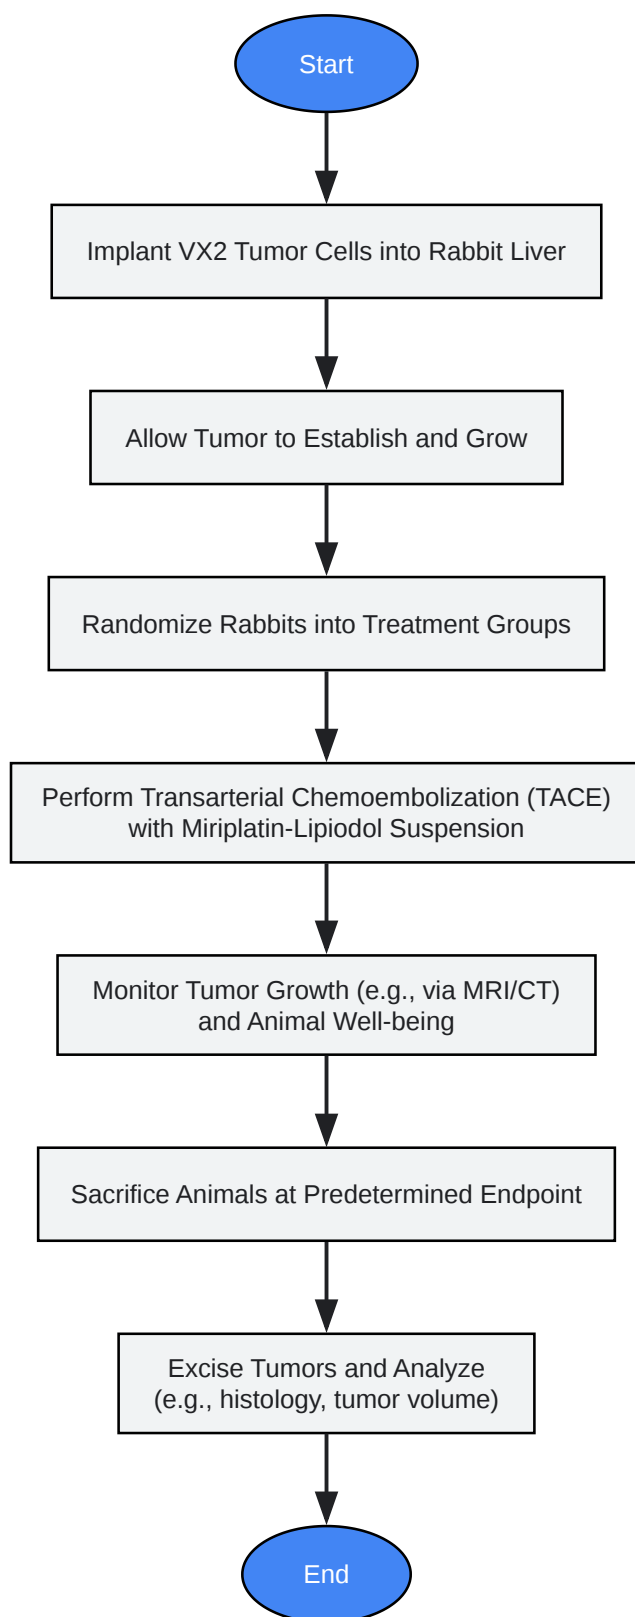 Start
Implant VX2 Tumor Cells into Rabbit Liver
Allow Tumor to Establish and Grow
Randomize Rabbits into Treatment Groups
Perform Transarterial Chemoembolization (TACE)
with Miriplatin-Lipiodol Suspension
Monitor Tumor Growth (e.g., via MRI/CT)
and Animal Well-being
Sacrifice Animals at Predetermined Endpoint
Excise Tumors and Analyze
(e.g., histology, tumor volume)
End